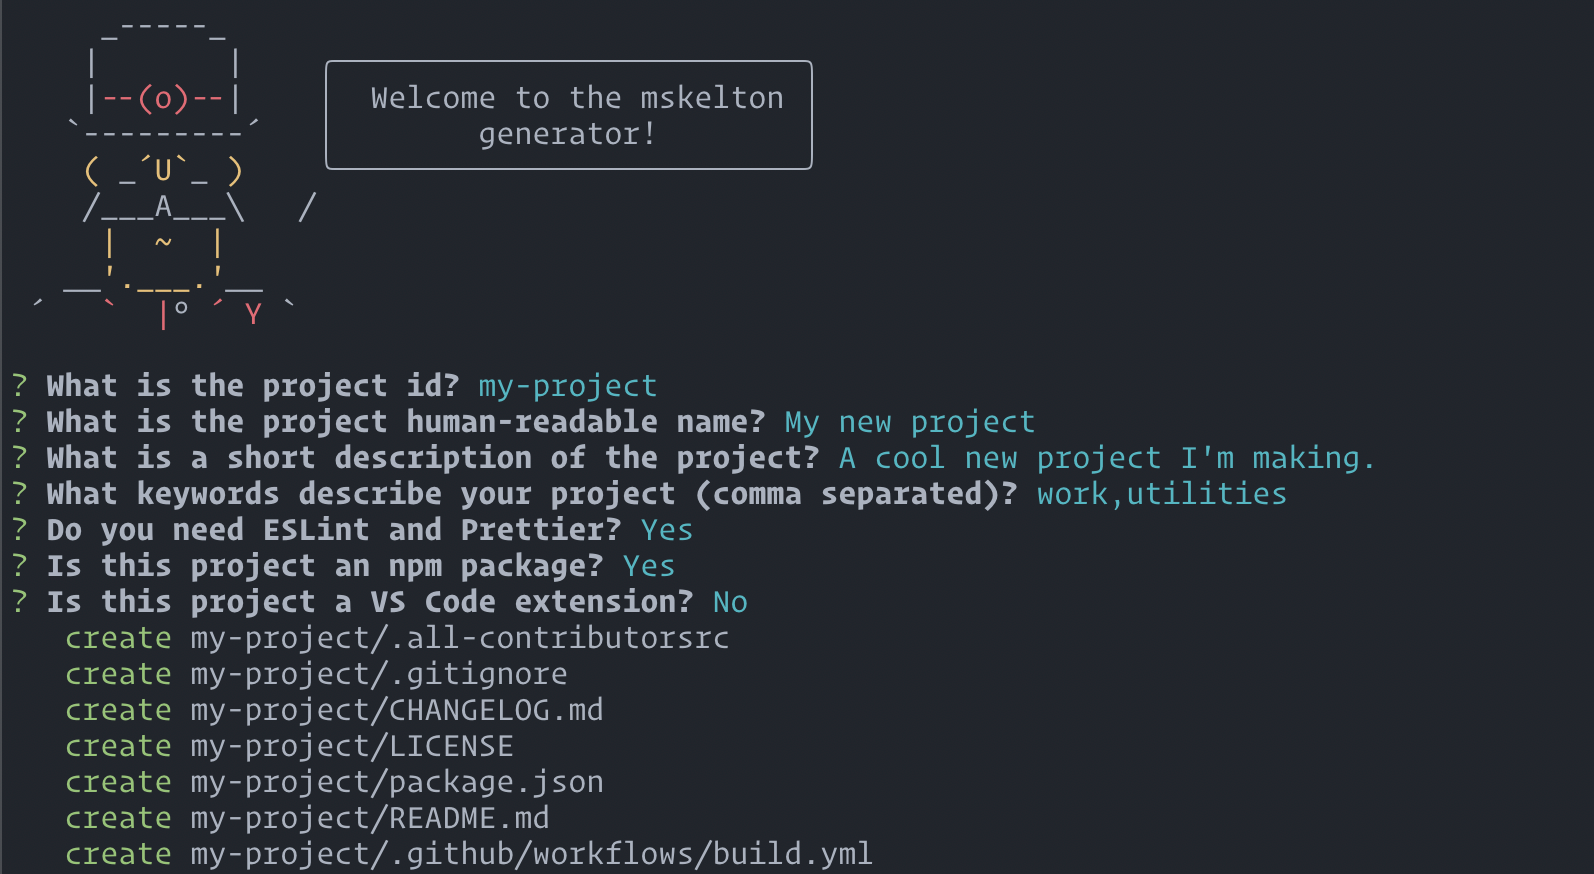 _-----_
    |       |
    |--(o)--|
   `---------´
    ( _´U`_ )
    /___A___\   /
     |  ~  |
   __'.___.'__
 ´   `  |° ´ Y `
Welcome to the mskelton
generator!
? What is the project id? my-project
? What is the project human-readable name? My new project
? What is a short description of the project? A cool new project I'm making.
? What keywords describe your project (comma separated)? work,utilities
? Do you need ESLint and Prettier? Yes
? Is this project an npm package? Yes
? Is this project a VS Code extension? No
   create my-project/.all-contributorsrc
   create my-project/.gitignore
   create my-project/CHANGELOG.md
   create my-project/LICENSE
   create my-project/package.json
   create my-project/README.md
   create my-project/.github/workflows/build.yml